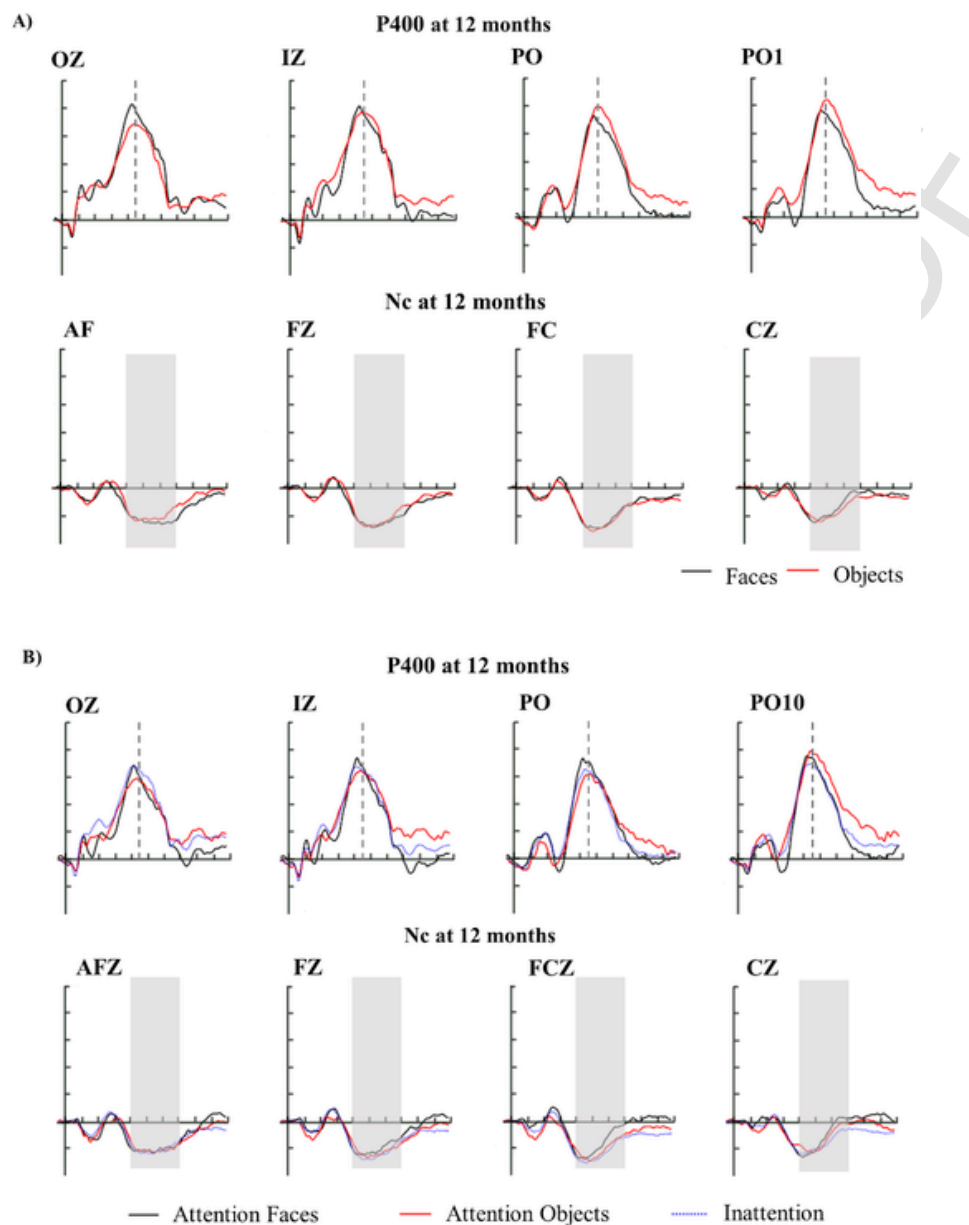 A)
P400 at 12 months
OZ IZ PO PO1
Nc at 12 months
AF FZ FC CZ
Faces Objects
B)
P400 at 12 months
OZ IZ PO PO10
Nc at 12 months
AFZ FZ FCZ CZ
Attention Faces Attention Objects Inattention